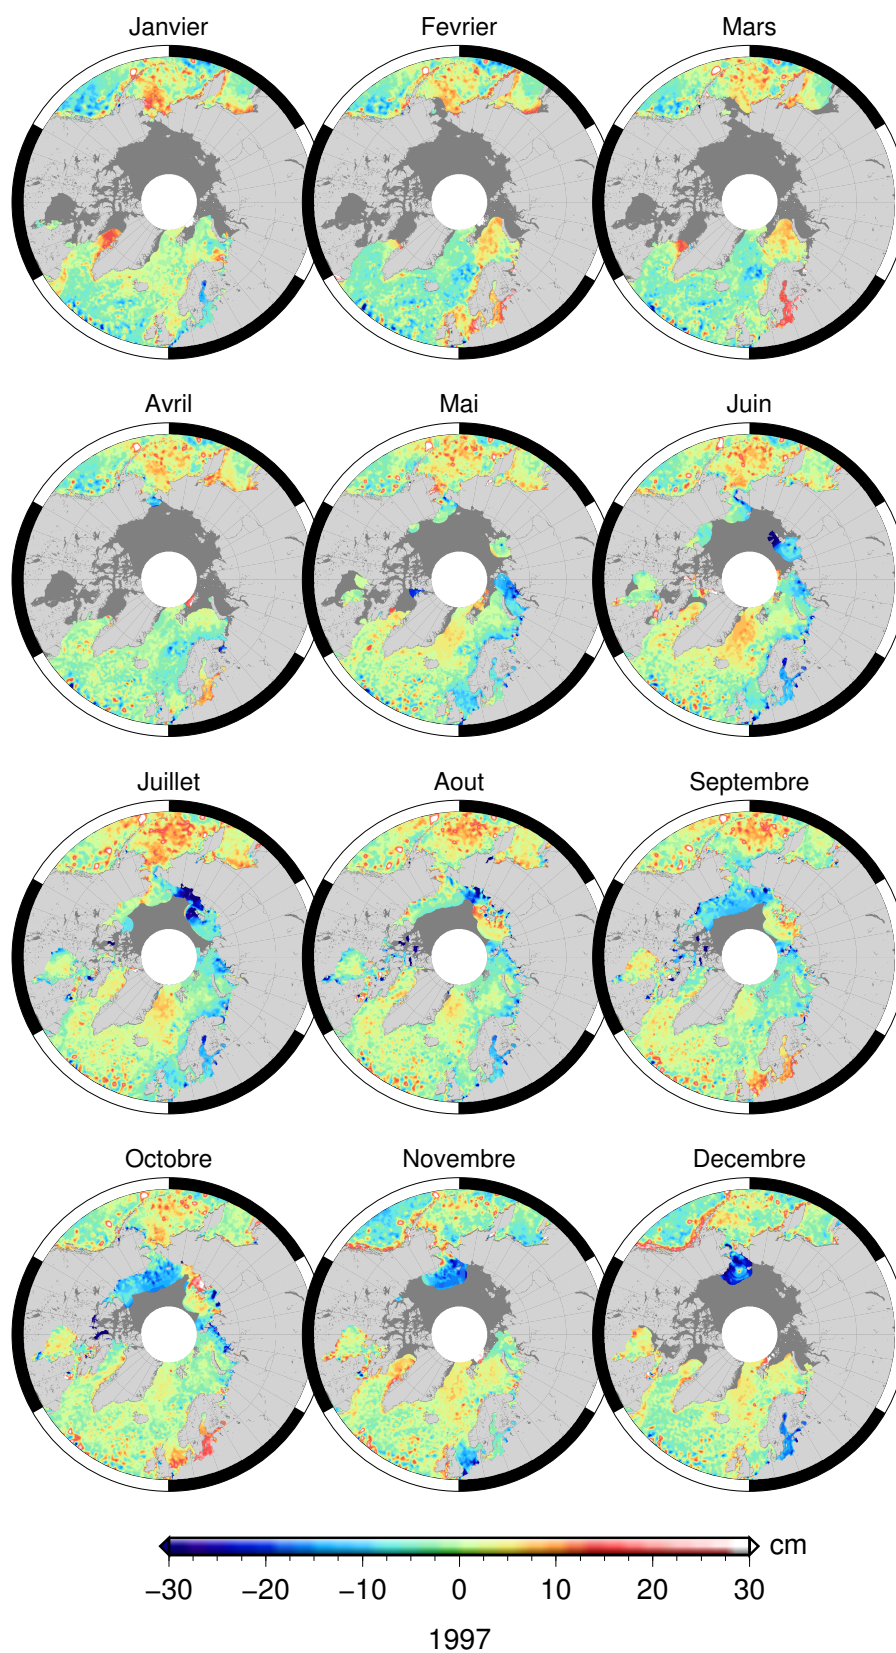 Janvier Fevrier Mars
Avril Mai Juin
Juillet Aout Septembre
Octobre Novembre Decembre
cm
−30 −20 −10 0 10 20 30
1997